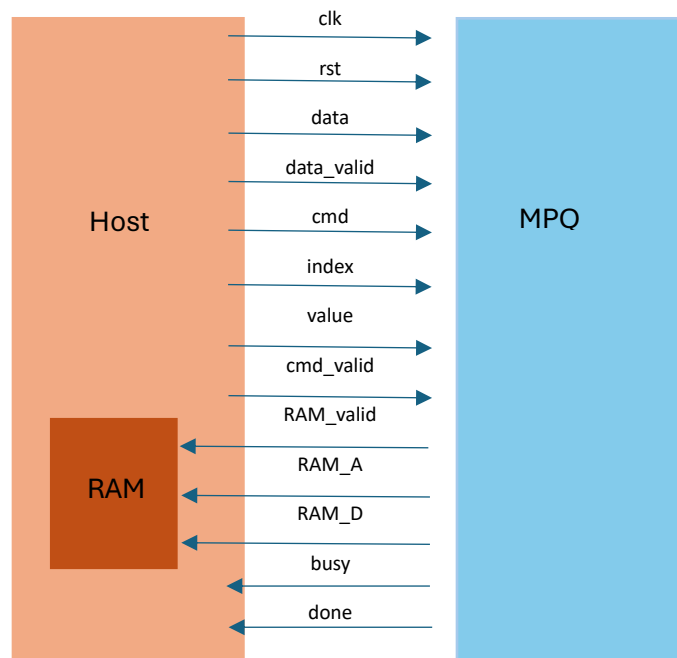 clk
rst
data
data_valid
Host
cmd
MPQ
index
value
cmd_valid
RAM_valid
RAM_A
RAM
RAM_D
busy
done